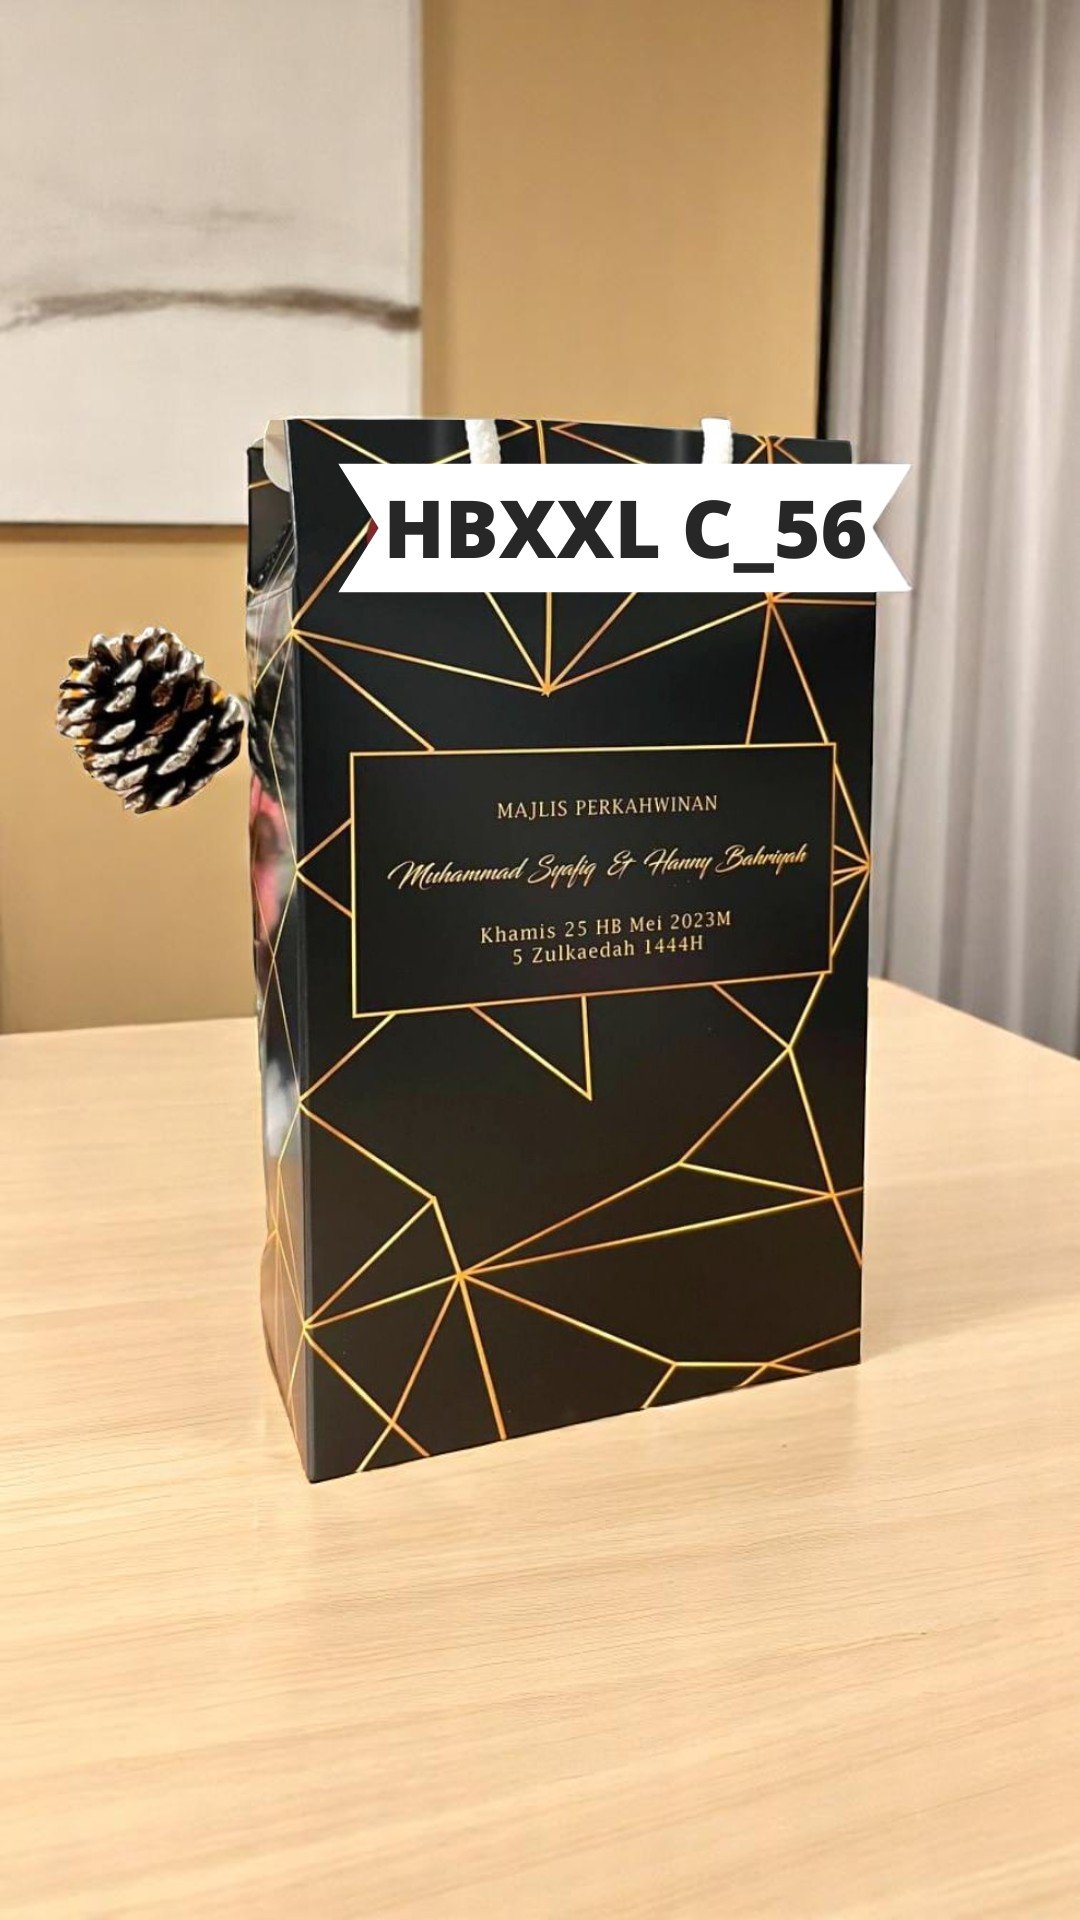 HBXXL C_56
MAJLIS PERKAHWINAN
Muhammad Syafiq & Hanny Bahriyah
Khamis 25 HB Mei 2023M
5 Zulkaedah 1444H